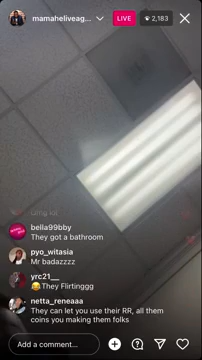 mamaheliveag...
LIVE
2,183
bella99bby
They got a bathroom
pyo_witasia
Mr badazzzz
yrc21__
😂They Flirtinggg
netta_reneaaa
They can let you use their RR, all them
coins you making them folks
Add a comment...